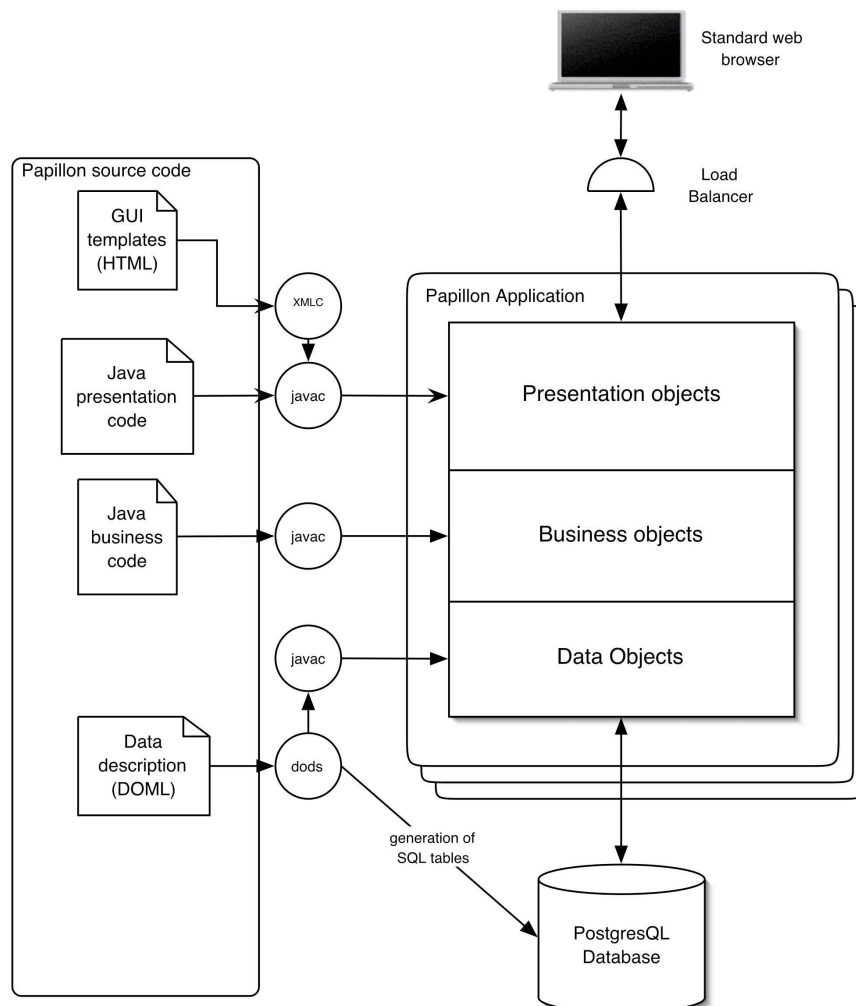 Standard web
browser
Load
Balancer
Papillon source code
GUI
templates
(HTML)
XMLC
Java
presentation
code
javac
Java
business
code
javac
javac
Data
description
(DOML)
dods
generation of
SQL tables
Papillon Application
Presentation objects
Business objects
Data Objects
PostgresQL
Database